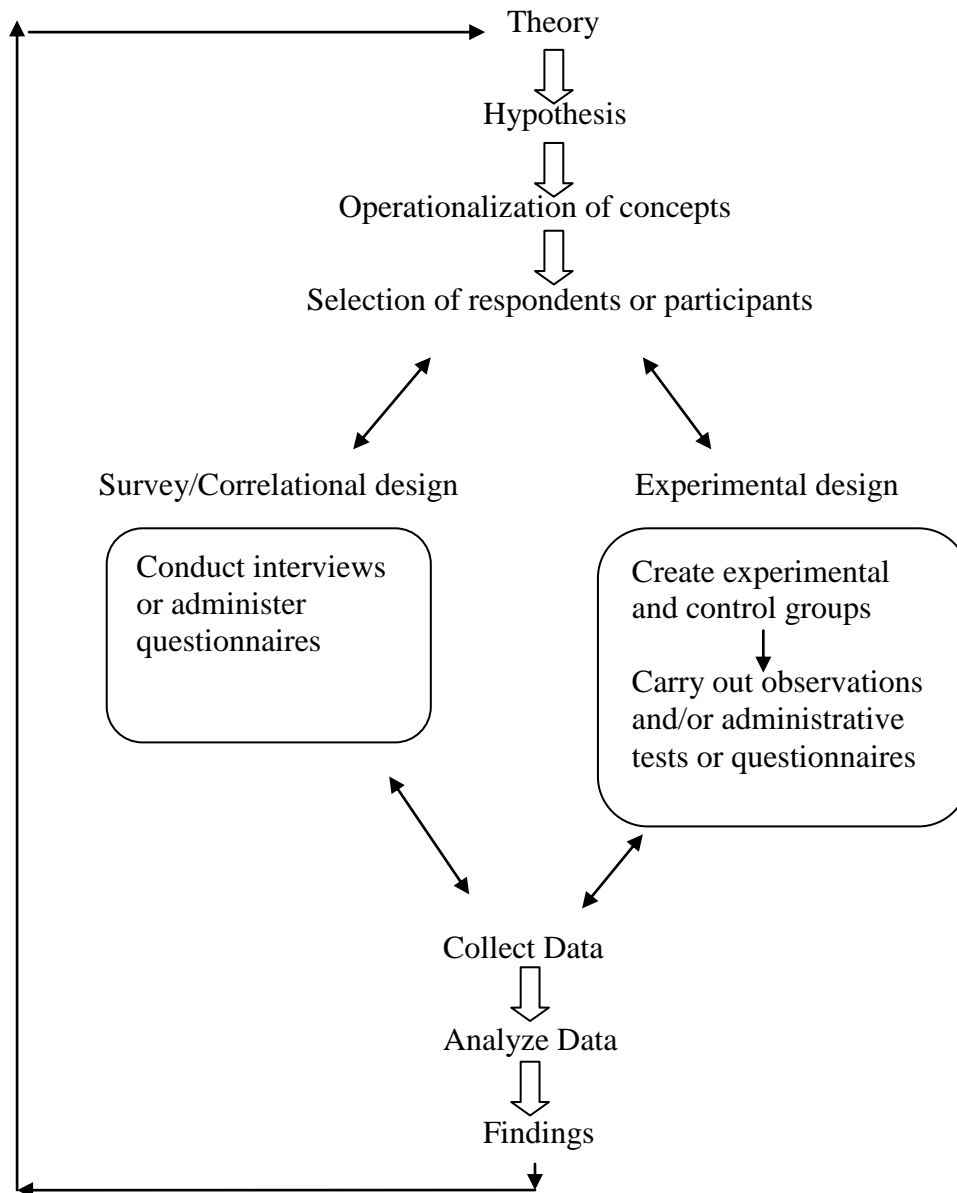 Theory
Hypothesis
Operationalization of concepts
Selection of respondents or participants
Survey/Correlational design
Experimental design
Conduct interviews
or administer
questionnaires
Create experimental
and control groups
Carry out observations
and/or administrative
tests or questionnaires
Collect Data
Analyze Data
Findings